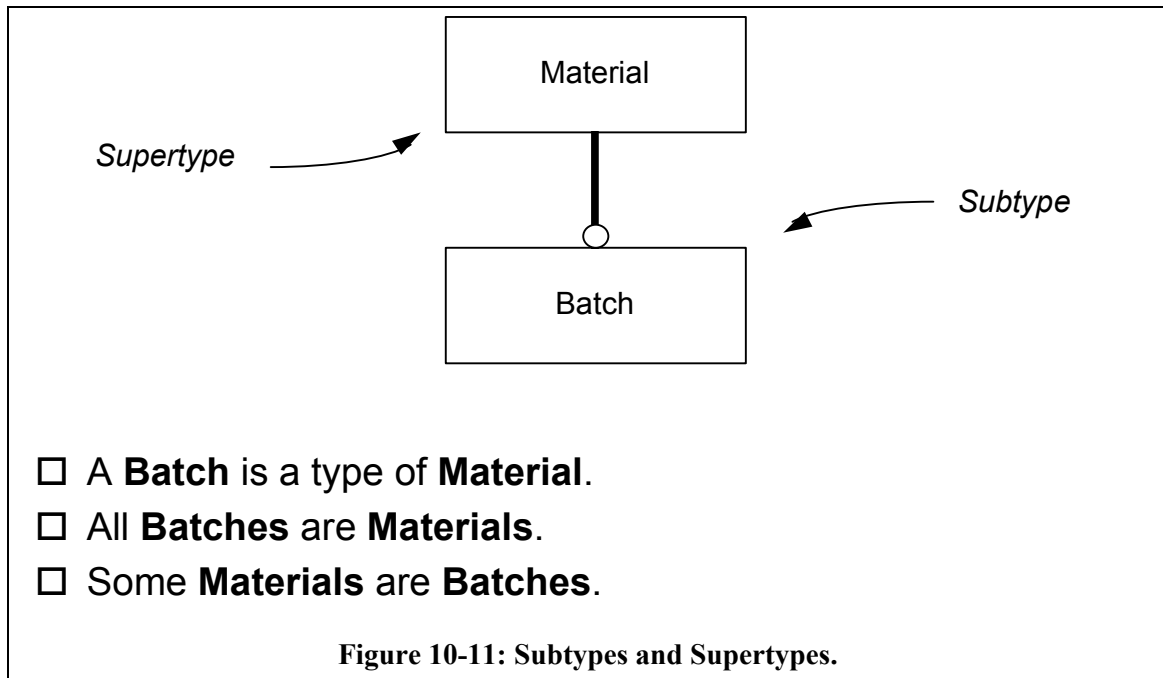 Material
Supertype
Subtype
Batch
☐ A Batch is a type of Material.
☐ All Batches are Materials.
☐ Some Materials are Batches.
Figure 10-11: Subtypes and Supertypes.